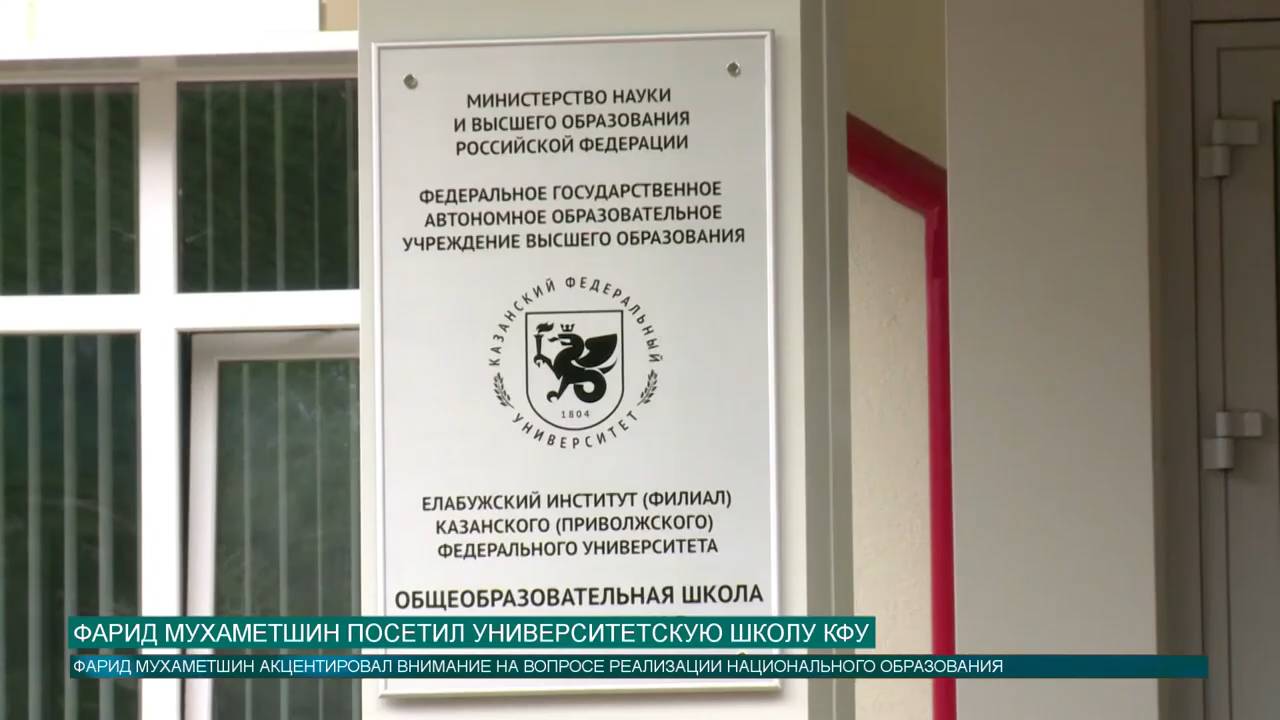 МИНИСТЕРСТВО НАУКИ
И ВЫСШЕГО ОБРАЗОВАНИЯ
РОССИЙСКОЙ ФЕДЕРАЦИИ
ФЕДЕРАЛЬНОЕ ГОСУДАРСТВЕННОЕ
АВТОНОМНОЕ ОБРАЗОВАТЕЛЬНОЕ
УЧРЕЖДЕНИЕ ВЫСШЕГО ОБРАЗОВАНИЯ
КАЗАНСКИЙ ФЕДЕРАЛЬНЫЙ
1804
УНИВЕРСИТЕТ
ЕЛАБУЖСКИЙ ИНСТИТУТ (ФИЛИАЛ)
КАЗАНСКОГО (ПРИВОЛЖСКОГО)
ФЕДЕРАЛЬНОГО УНИВЕРСИТЕТА
ОБЩЕОБРАЗОВАТЕЛЬНАЯ ШКОЛА
ФАРИД МУХАМЕТШИН ПОСЕТИЛ УНИВЕРСИТЕТСКУЮ ШКОЛУ КФУ
ФАРИД МУХАМЕТШИН АКЦЕНТИРОВАЛ ВНИМАНИЕ НА ВОПРОСЕ РЕАЛИЗАЦИИ НАЦИОНАЛЬНОГО ОБРАЗОВАНИЯ